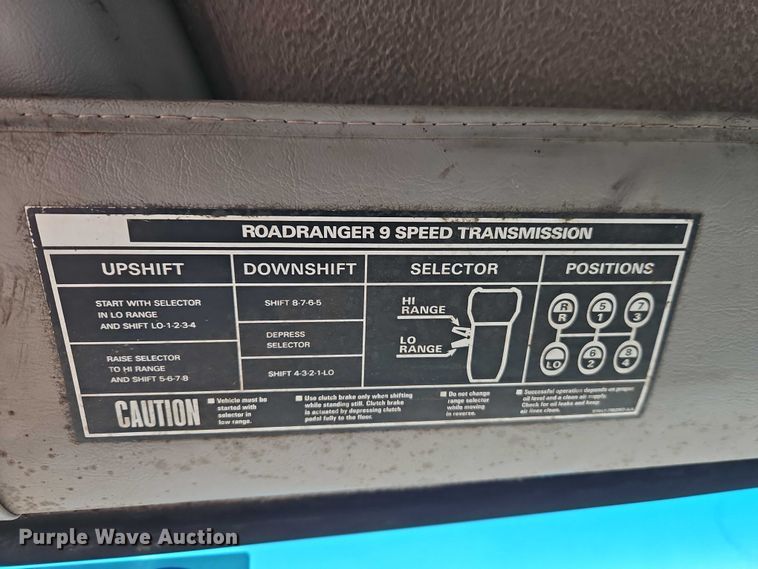 ROADRANGER 9 SPEED TRANSMISSION
UPSHIFT
START WITH SELECTOR
IN LO RANGE
AND SHIFT LO-1-2-3-4
RAISE SELECTOR
TO HI RANGE
AND SHIFT 5-6-7-8
DOWNSHIFT
SHIFT 8-7-6-5
DEPRESS
SELECTOR
SHIFT 4-3-2-1-LO
SELECTOR
HI
RANGE
LO
RANGE
POSITIONS
R 5 7
R 1 3
6 8
LO 2 4
CAUTION
■ Vehicle must be
started with
selector in
low range.
■ Use clutch brake only when shifting
while standing still. Clutch brake
is actuated by depressing clutch
pedal fully to the floor.
■ Do not change
range selector
while moving
in reverse.
■ Successful operation depends on proper
oil level and a clean air supply.
Check for oil leaks and keep
air lines clean.
Purple Wave Auction
Purple Wave Auction